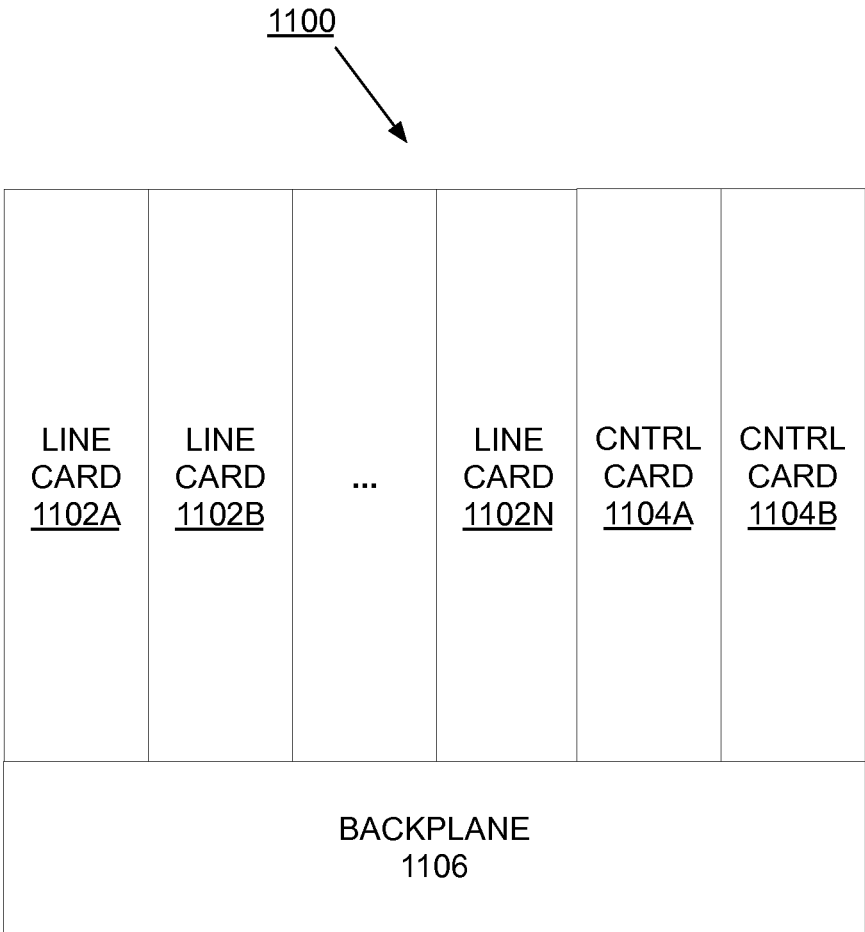 1100
LINE
CARD
1102A
LINE
CARD
1102B
...
LINE
CARD
1102N
CNTRL
CARD
1104A
CNTRL
CARD
1104B
BACKPLANE
1106